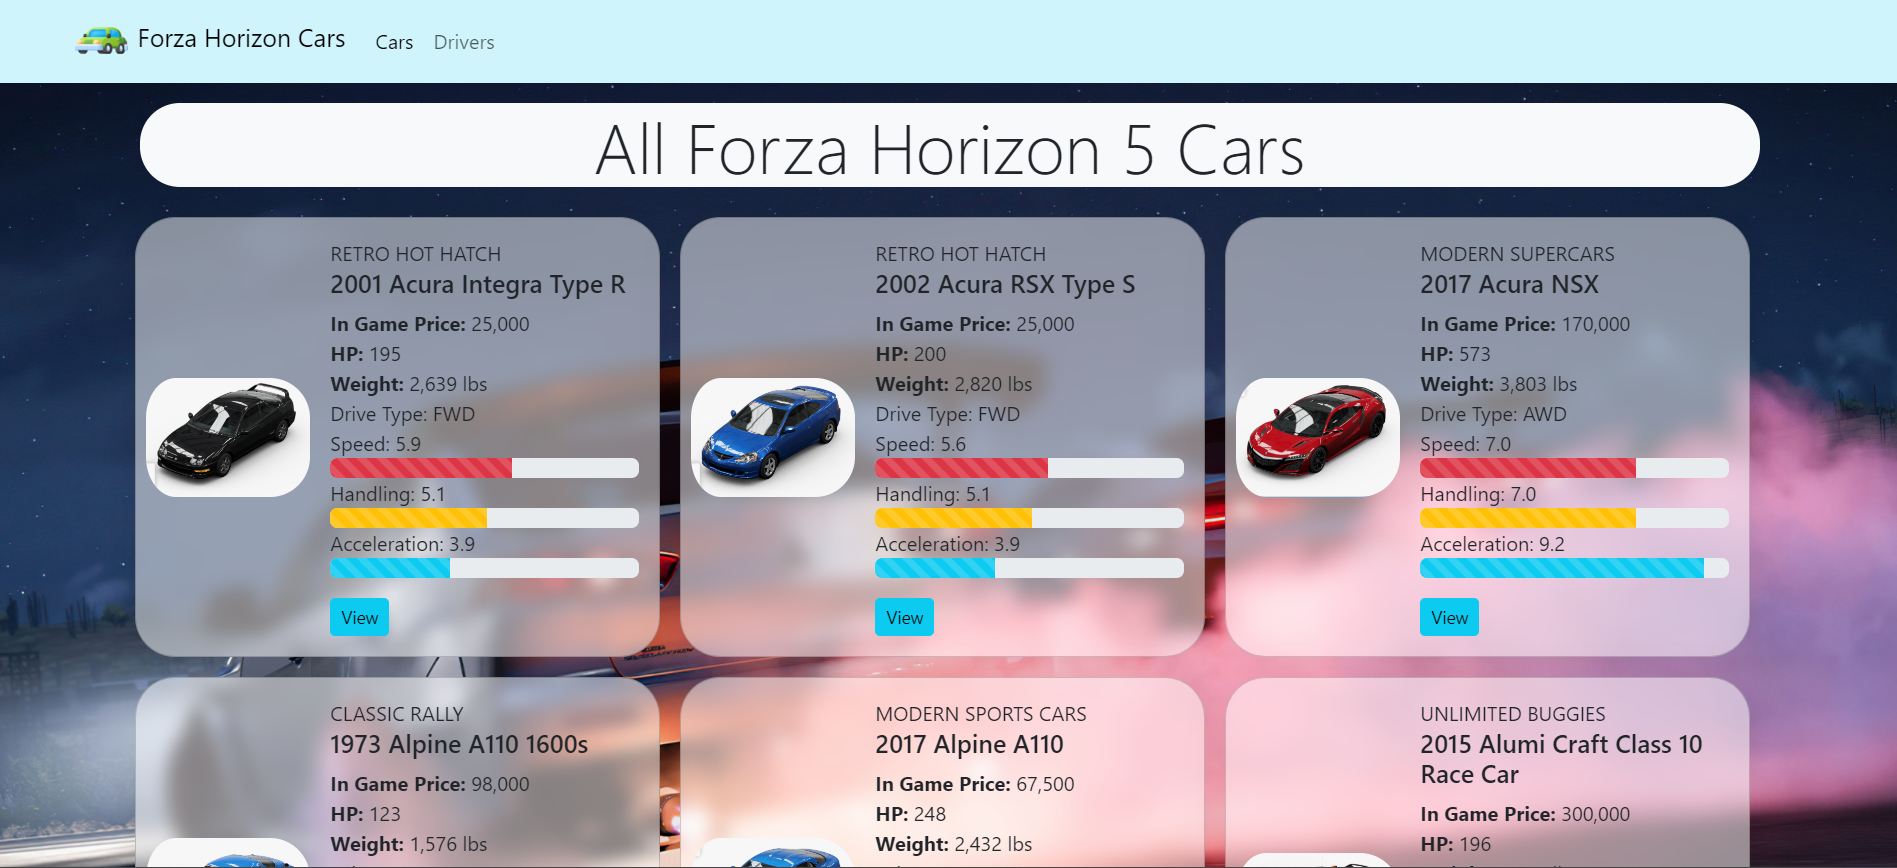 Forza Horizon Cars
Cars
Drivers
All Forza Horizon 5 Cars
RETRO HOT HATCH
2001 Acura Integra Type R
In Game Price: 25,000
HP: 195
Weight: 2,639 lbs
Drive Type: FWD
Speed: 5.9
Handling: 5.1
Acceleration: 3.9
View
RETRO HOT HATCH
2002 Acura RSX Type S
In Game Price: 25,000
HP: 200
Weight: 2,820 lbs
Drive Type: FWD
Speed: 5.6
Handling: 5.1
Acceleration: 3.9
View
MODERN SUPERCARS
2017 Acura NSX
In Game Price: 170,000
HP: 573
Weight: 3,803 lbs
Drive Type: AWD
Speed: 7.0
Handling: 7.0
Acceleration: 9.2
View
CLASSIC RALLY
1973 Alpine A110 1600s
In Game Price: 98,000
HP: 123
Weight: 1,576 lbs
MODERN SPORTS CARS
2017 Alpine A110
In Game Price: 67,500
HP: 248
Weight: 2,432 lbs
UNLIMITED BUGGIES
2015 Alumi Craft Class 10
Race Car
In Game Price: 300,000
HP: 196